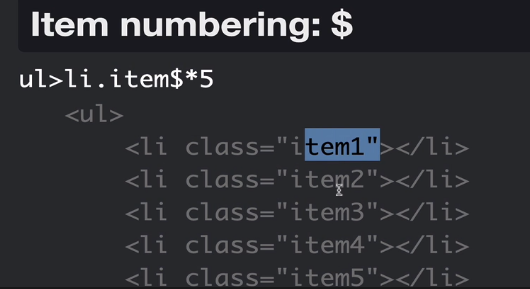 Item numbering: $
ul>li.item$*5
<ul>
<li class="item1"></li>
<li class="item2"></li>
<li class="item3"></li>
<li class="item4"></li>
<li class="item5"></li>